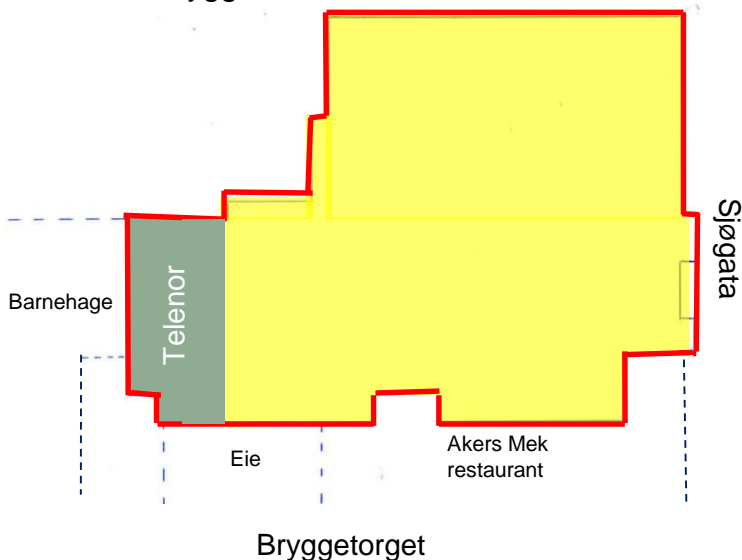 Sjøgata
Barnehage
Telenor
Eie
Akers Mek
restaurant
Bryggetorget